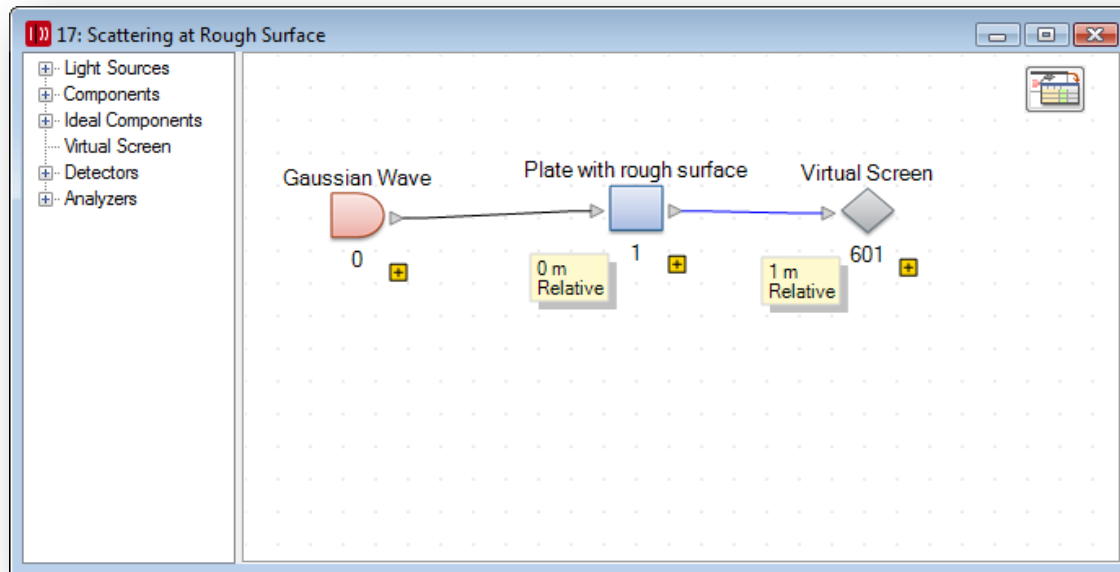 17: Scattering at Rough Surface
Light Sources
Components
Ideal Components
Virtual Screen
Detectors
Analyzers
Gaussian Wave
0
Plate with rough surface
1
Virtual Screen
601
0 m
Relative
1 m
Relative